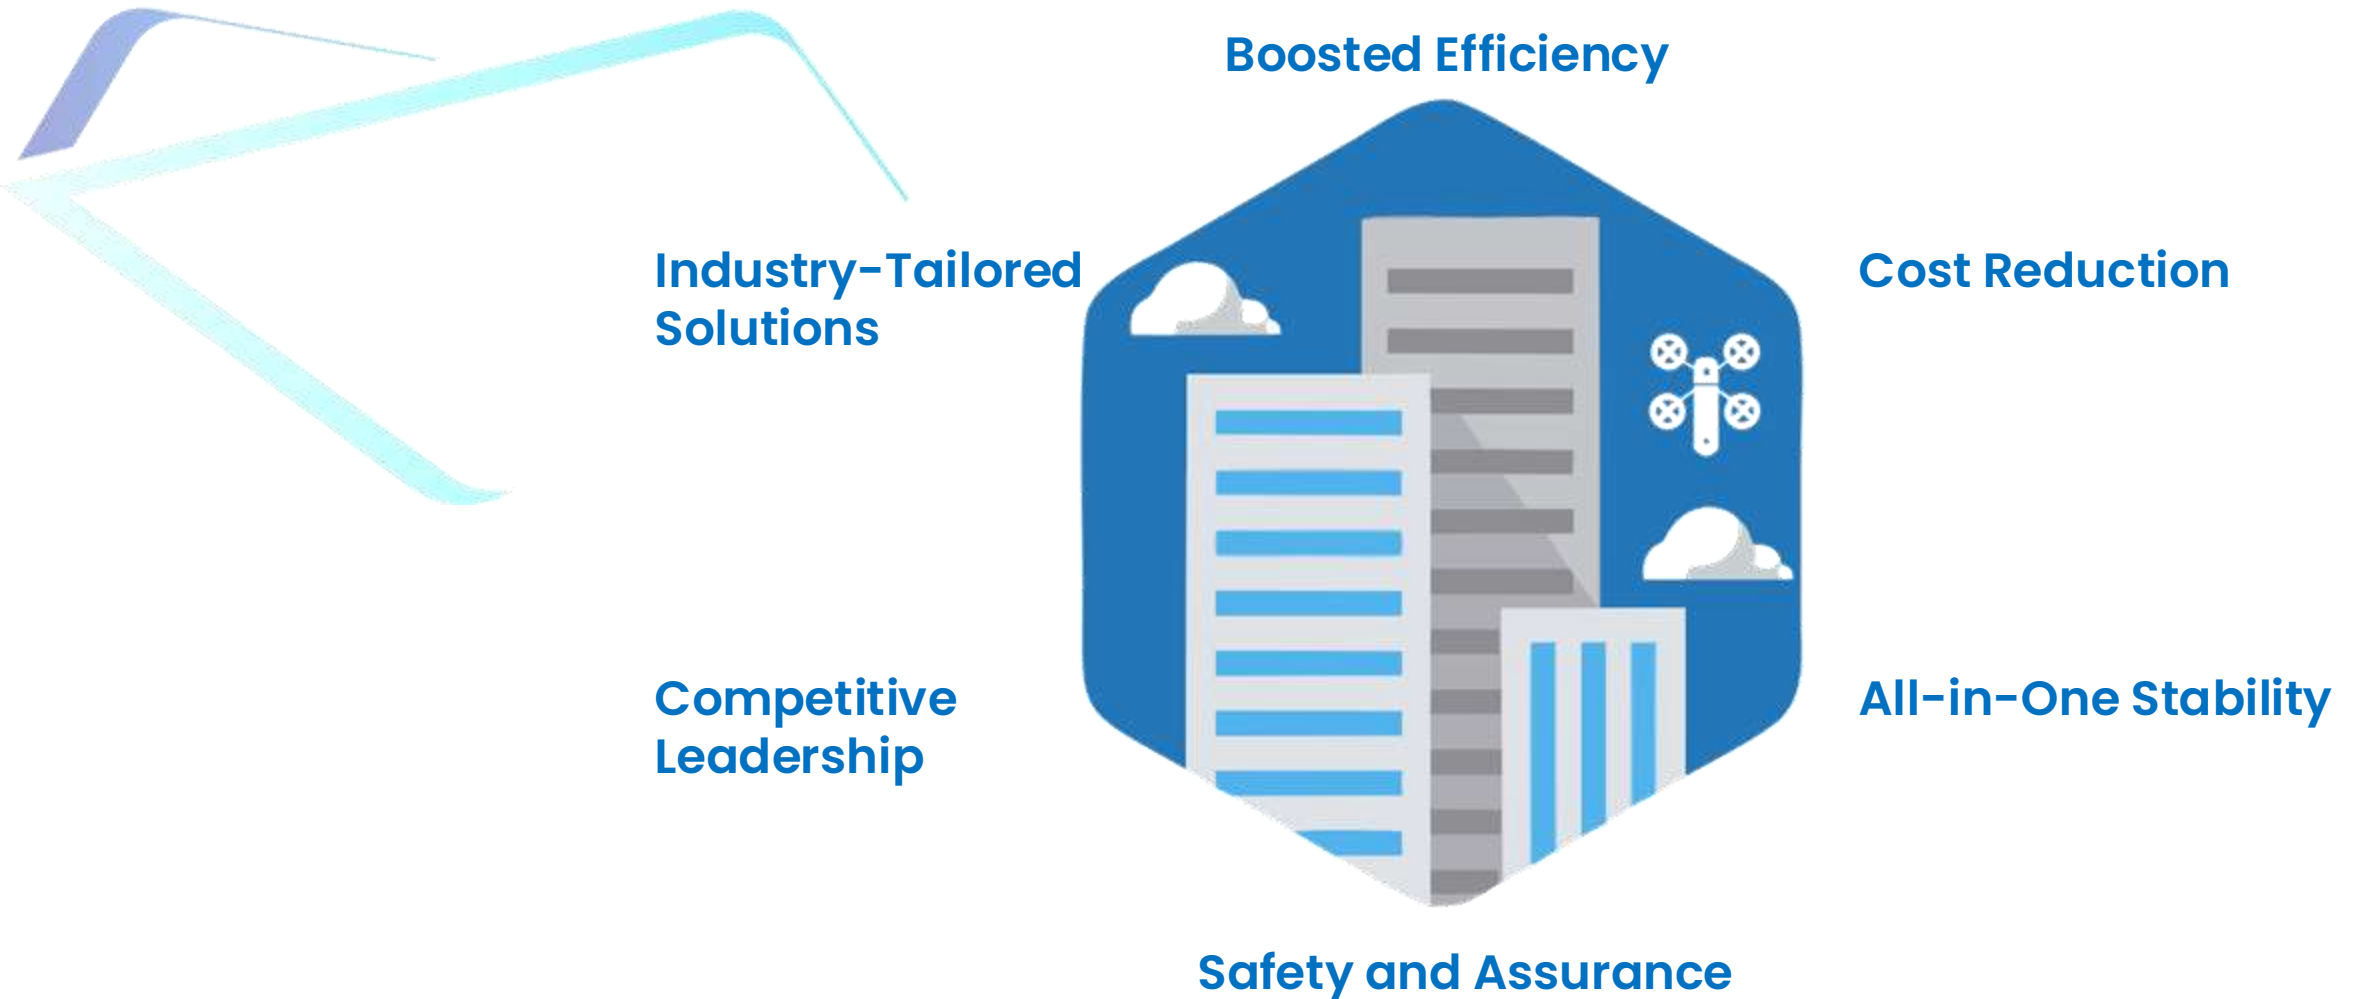 Boosted Efficiency
Industry-Tailored
Solutions
Cost Reduction
Competitive
Leadership
All-in-One Stability
Safety and Assurance